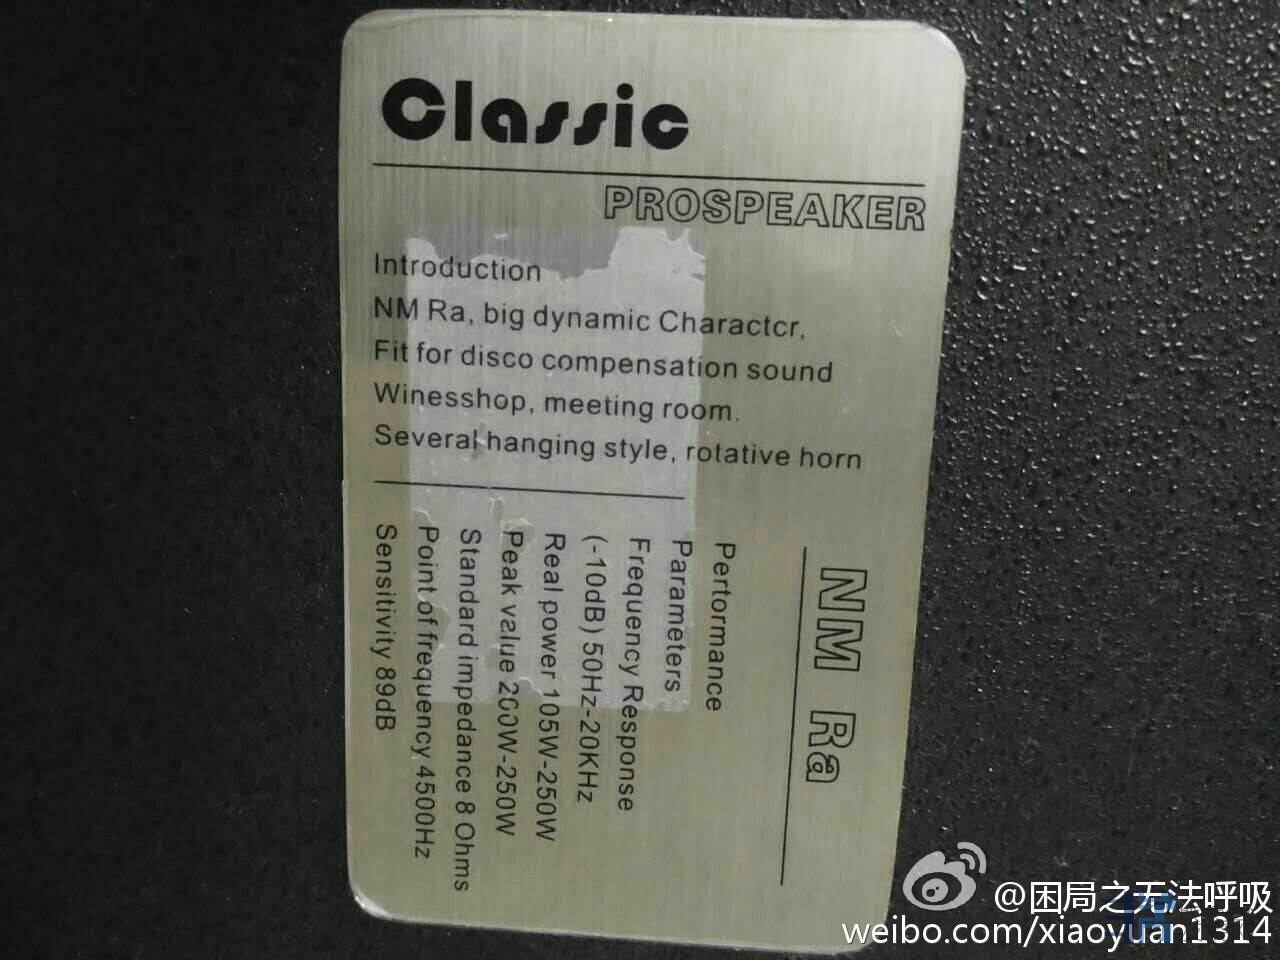 Classic
PROSPEAKER
Introduction
NM Ra, big dynamic Charactcr,
Fit for disco compensation sound
Winesshop, meeting room.
Several hanging style, rotative horn
NM Ra
Pertormance
Parameters
Frequency Response
(-10dB) 50Hz-20KHz
Real power 105W-250W
Peak value 200W-250W
Standard impedance 8 Ohms
Point of frequency 4500Hz
Sensitivity 89dB
@困局之无法呼吸
weibo.com/xiaoyuan1314